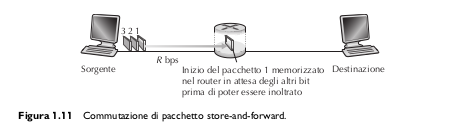 3 2 1
R bps
Sorgente
Inizio del pacchetto 1 memorizzato
nel router in attesa degli altri bit
prima di poter essere inoltrato
Destinazione
Figura 1.11 Commutazione di pacchetto store-and-forward.